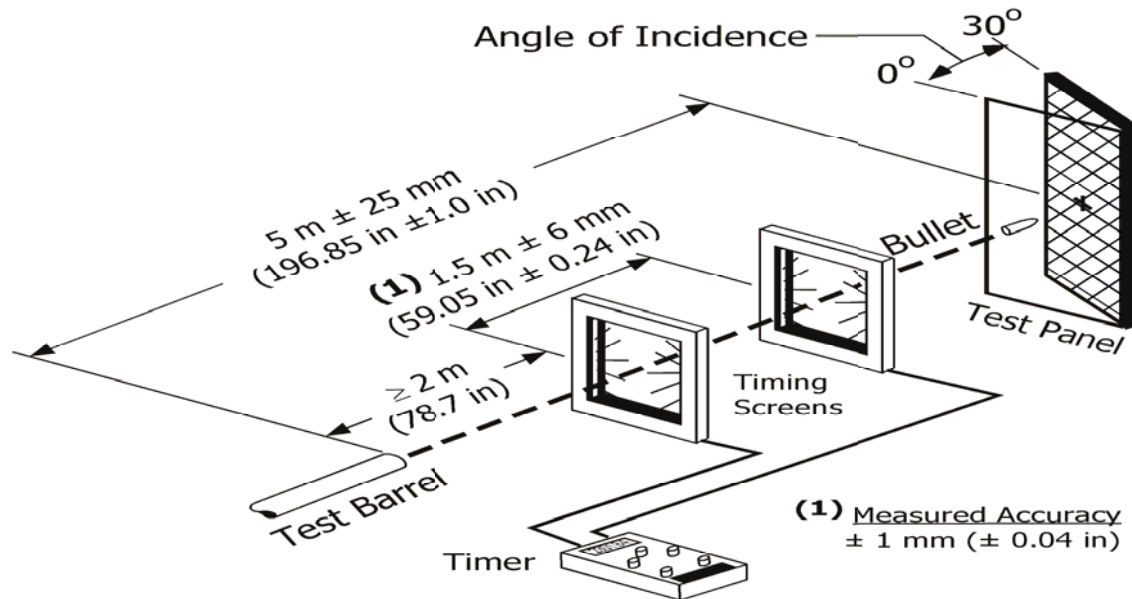 Angle of Incidence
30°
0°
5 m ± 25 mm
(196.85 in ±1.0 in)
(1) 1.5 m ± 6 mm
(59.05 in ± 0.24 in)
≥ 2 m
(78.7 in)
Bullet
Test Panel
Timing
Screens
Test Barrel
Timer
(1) Measured Accuracy
± 1 mm (± 0.04 in)